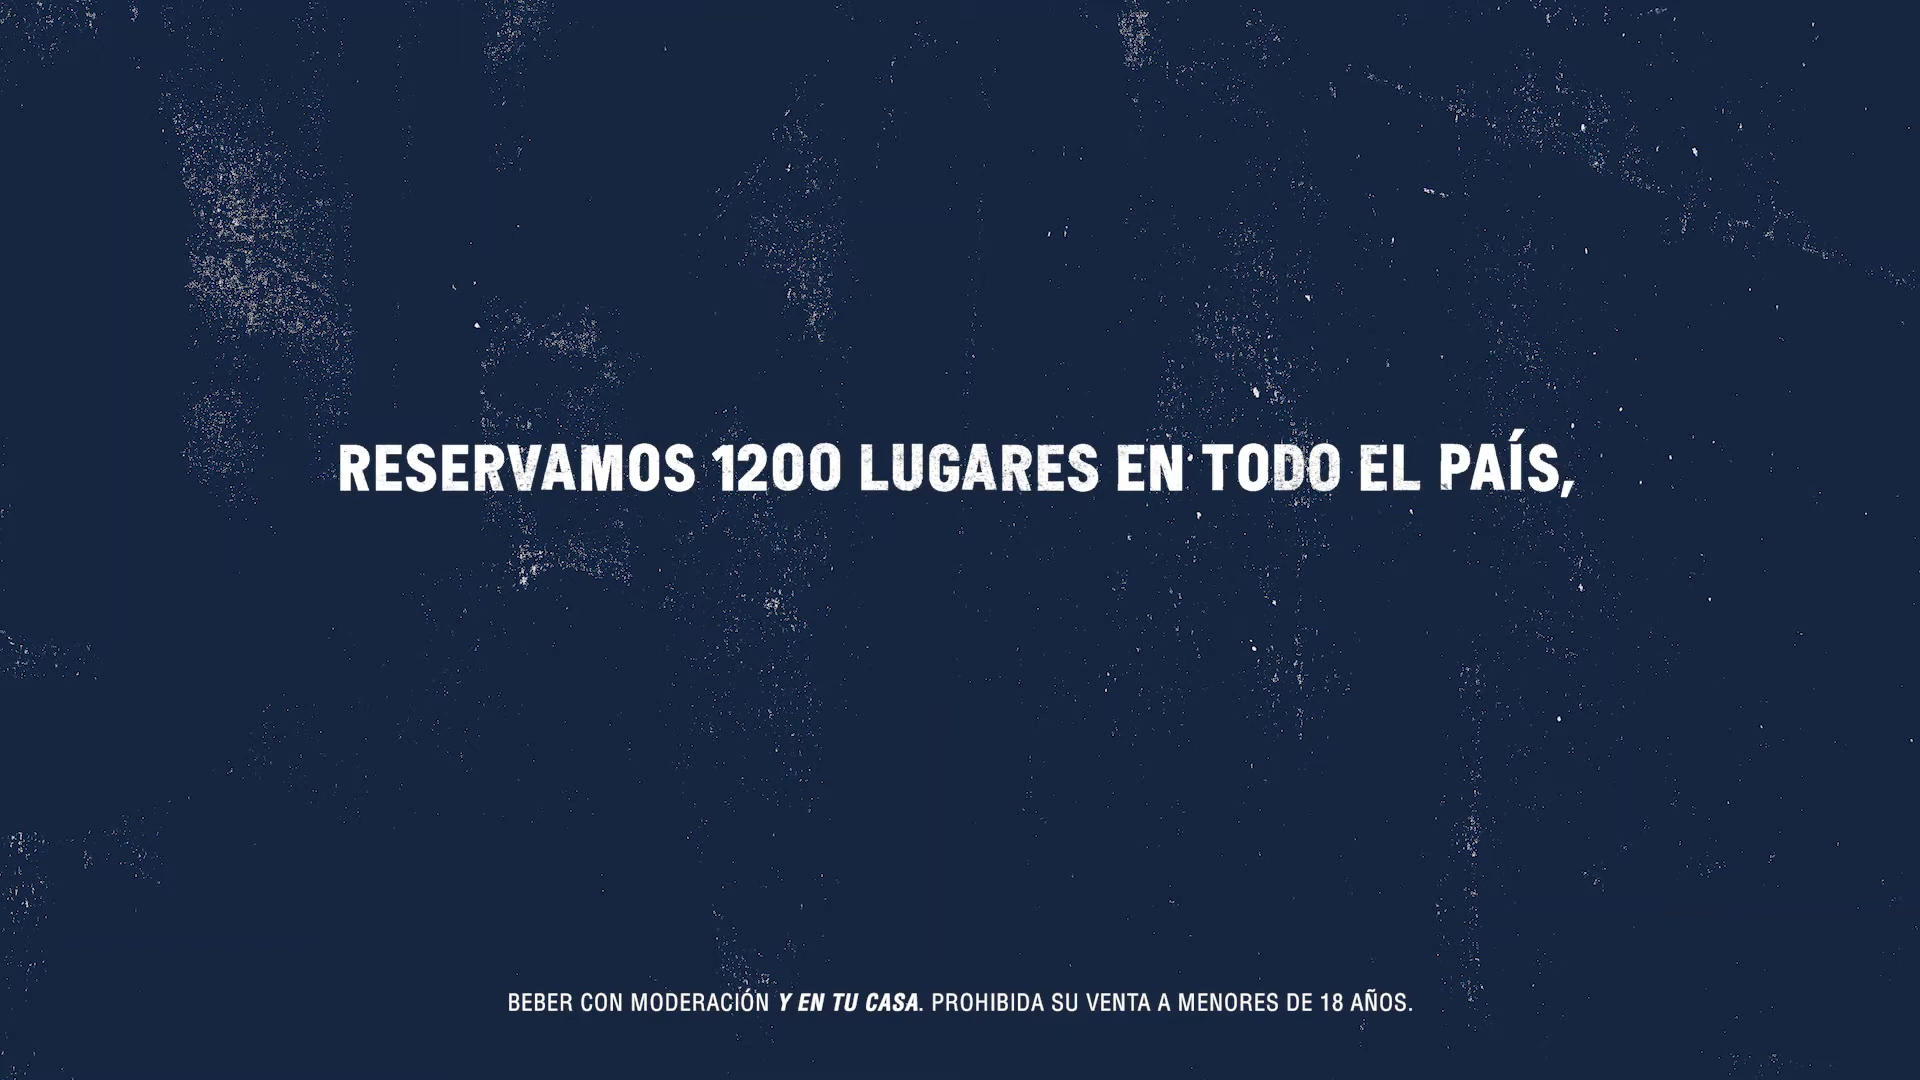 RESERVAMOS 1200 LUGARES EN TODO EL PAÍS,
BEBER CON MODERACIÓN Y EN TU CASA. PROHIBIDA SU VENTA A MENORES DE 18 AÑOS.